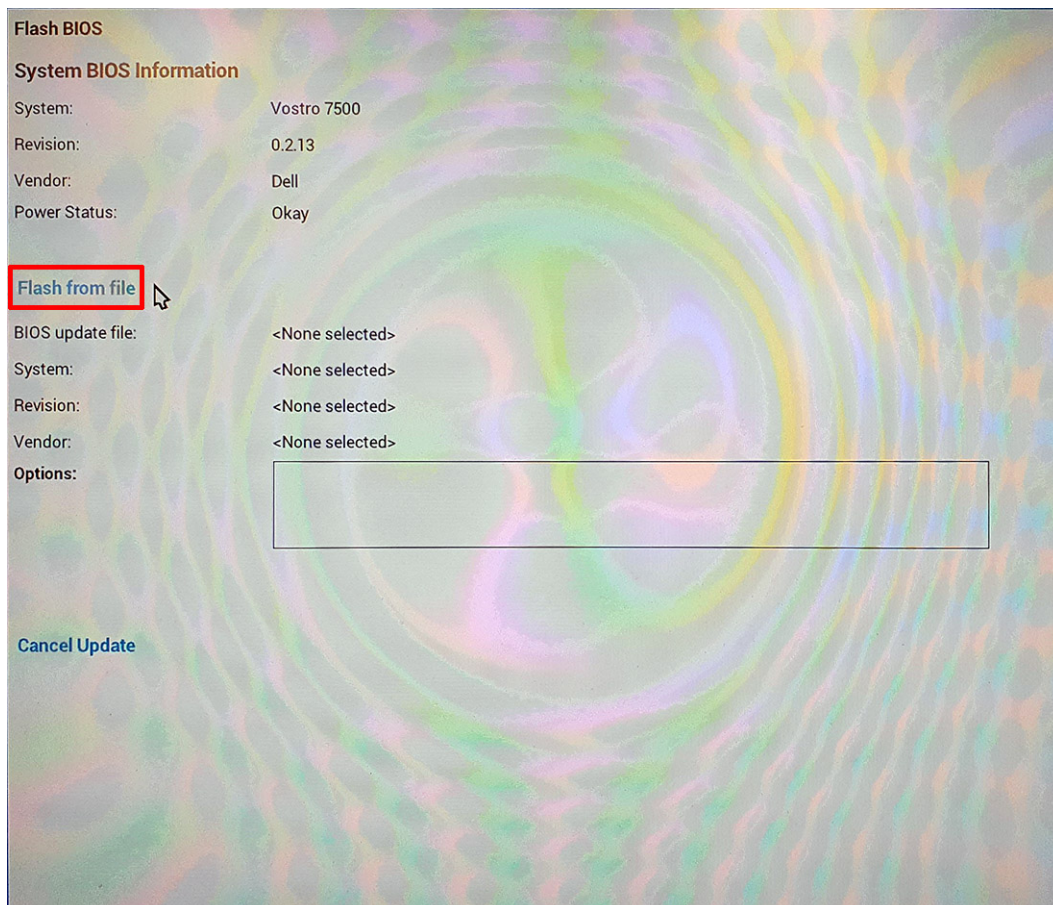 Flash BIOS
System BIOS Information
System: Vostro 7500
Revision: 0.2.13
Vendor: Dell
Power Status: Okay
Flash from file
BIOS update file: <None selected>
System: <None selected>
Revision: <None selected>
Vendor: <None selected>
Options:
Cancel Update